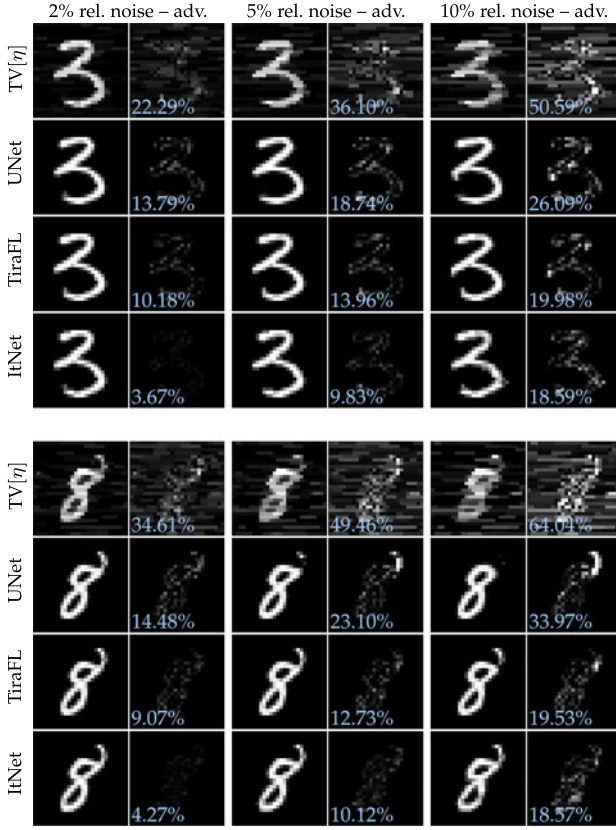 2% rel. noise – adv. 5% rel. noise – adv. 10% rel. noise – adv.
TV[η] 22.29% 36.10% 50.59%
UNet 13.79% 18.74% 26.09%
TiraFL 10.18% 13.96% 19.98%
ItNet 3.67% 9.83% 18.59%
TV[η] 34.61% 49.46% 64.04%
UNet 14.48% 23.10% 33.97%
TiraFL 9.07% 12.73% 19.53%
ItNet 4.27% 10.12% 18.57%